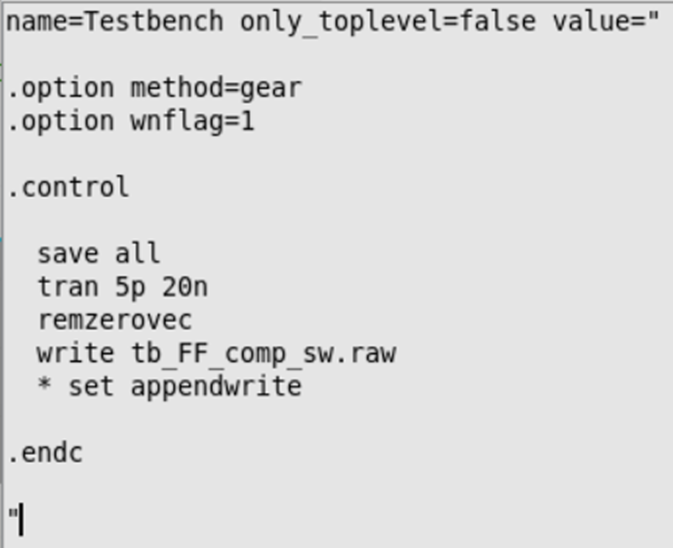 name=Testbench only_toplevel=false value="
.option method=gear
.option wnflag=1
.control
save all
tran 5p 20n
remzerovec
write tb_FF_comp_sw.raw
* set appendwrite
.endc
"